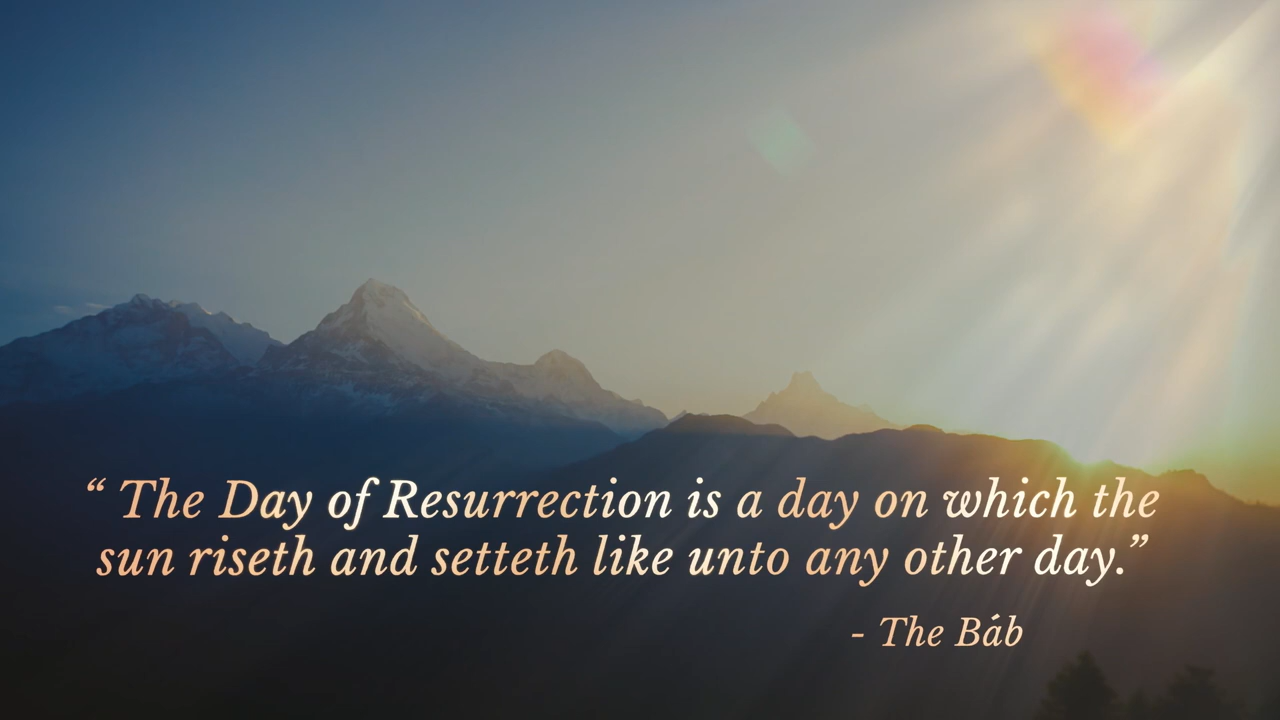 “ The Day of Resurrection is a day on which the
sun riseth and setteth like unto any other day.”
- The Báb